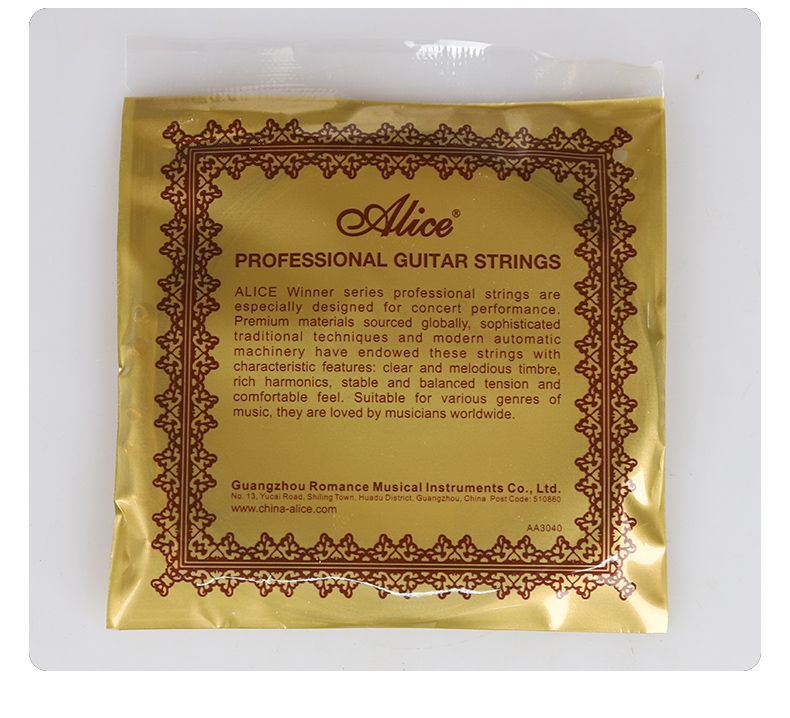 Alice®
PROFESSIONAL GUITAR STRINGS
ALICE Winner series professional strings are
especially designed for concert performance.
Premium materials sourced globally, sophisticated
traditional techniques and modern automatic
machinery have endowed these strings with
characteristic features: clear and melodious timbre,
rich harmonics, stable and balanced tension and
comfortable feel. Suitable for various genres of
music, they are loved by musicians worldwide.
Guangzhou Romance Musical Instruments Co., Ltd.
No. 13, Yucai Road, Shiling Town, Huadu District, Guangzhou, China Post Code: 510860
www.china-alice.com
AA3040